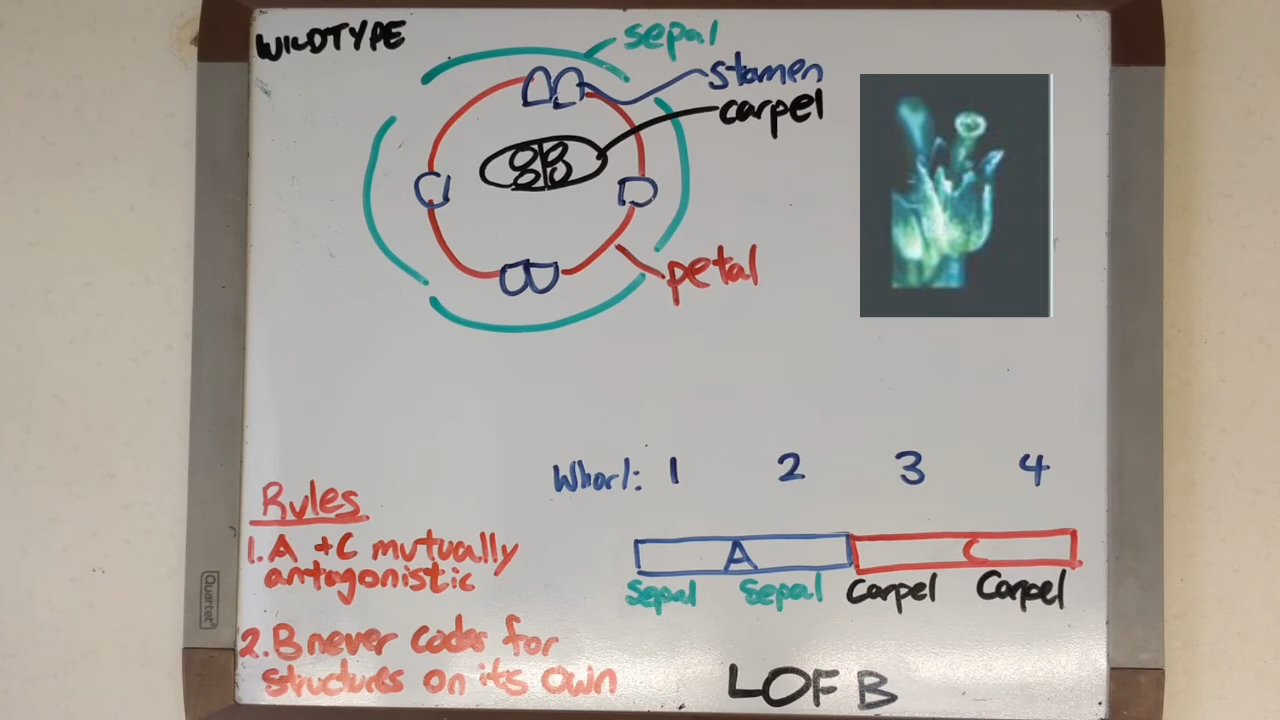 WILDTYPE
sepal
stamen
carpel
petal
Whorl: 1 2 3 4
A C
Sepal Sepal Carpel Carpel
Rules
1. A + C mutually
antagonistic
2. B never codes for
structures on its Own
LOF B
Quartet